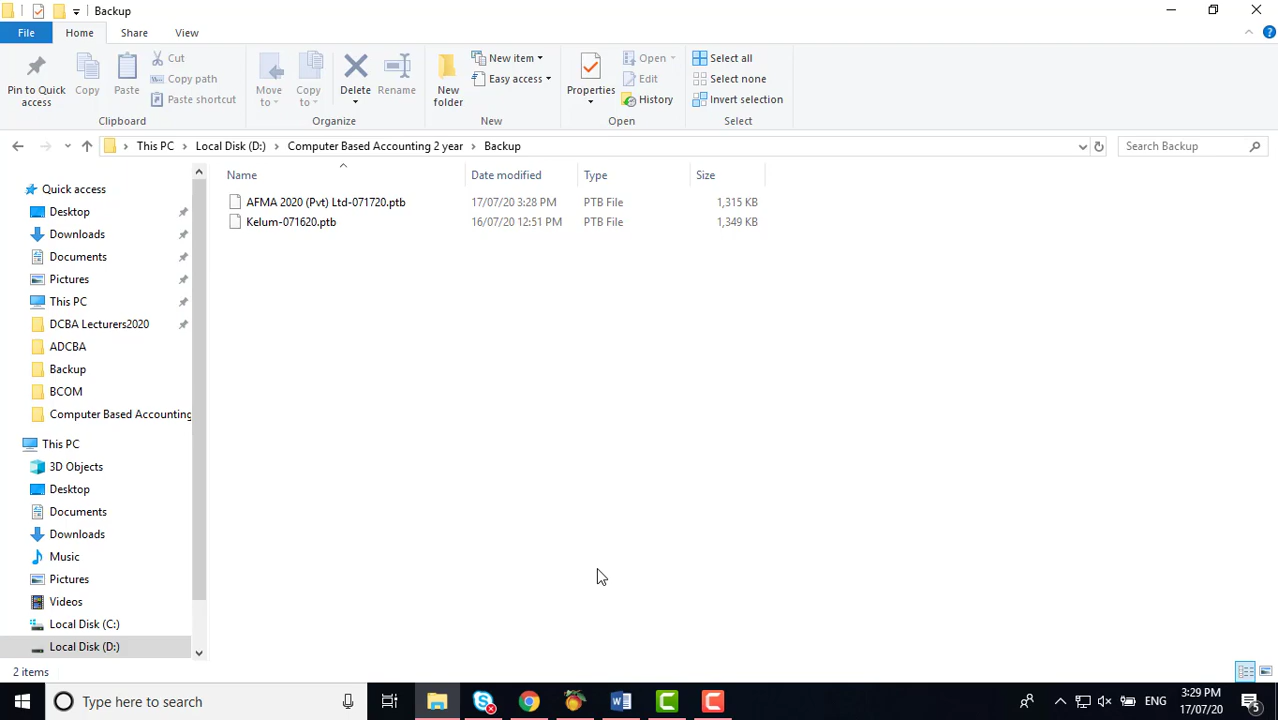 Backup
File
Home
Share
View
Pin to Quick access
Copy
Paste
Cut
Copy path
Paste shortcut
Clipboard
Move to
Copy to
Delete
Rename
Organize
New folder
New item
Easy access
New
Properties
Open
Edit
History
Open
Select all
Select none
Invert selection
Select
This PC
Local Disk (D:)
Computer Based Accounting 2 year
Backup
Search Backup
Name
Date modified
Type
Size
AFMA 2020 (Pvt) Ltd-071720.ptb 17/07/20 3:28 PM PTB File 1,315 KB
Kelum-071620.ptb 16/07/20 12:51 PM PTB File 1,349 KB
Quick access
Desktop
Downloads
Documents
Pictures
This PC
DCBA Lecturers2020
ADCBA
Backup
BCOM
Computer Based Accounting
This PC
3D Objects
Desktop
Documents
Downloads
Music
Pictures
Videos
Local Disk (C:)
Local Disk (D:)
2 items
Type here to search
ENG
3:29 PM
17/07/20
5